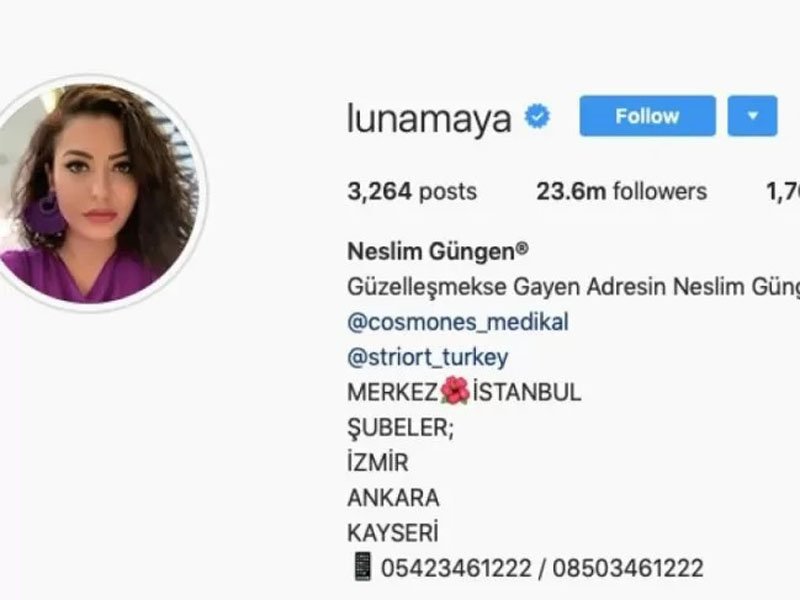 lunamaya Follow
3,264 posts 23.6m followers
Neslim Güngen®
Güzelleşmekse Gayen Adresin Neslim
@cosmones_medikal
@striort_turkey
MERKEZ🌺İSTANBUL
ŞUBELER;
İZMİR
ANKARA
KAYSERİ
📱05423461222 / 08503461222